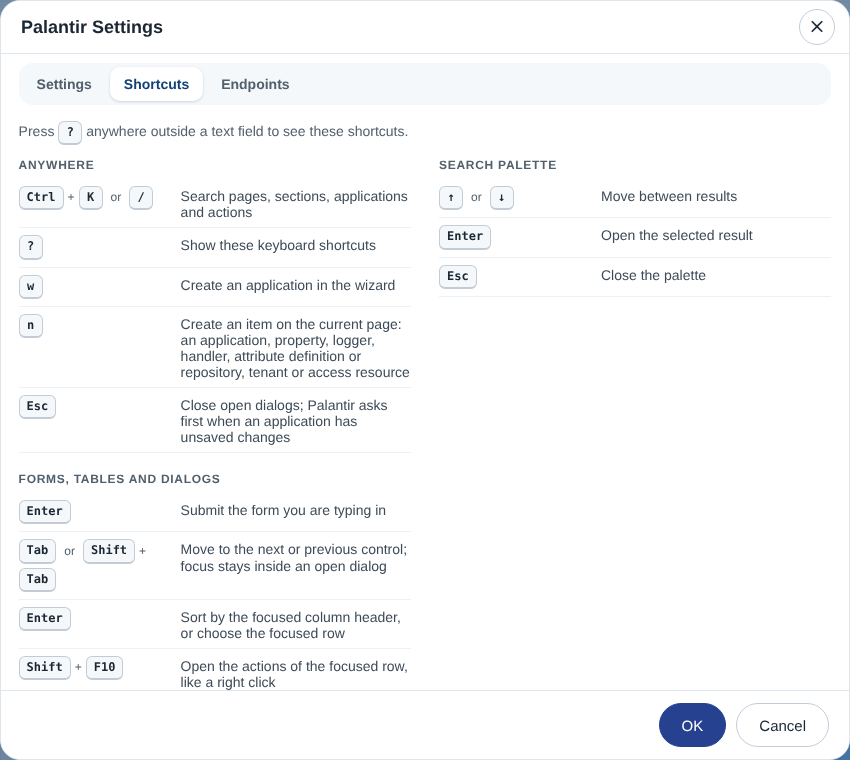 Palantir Settings
Settings Shortcuts Endpoints
Press ? anywhere outside a text field to see these shortcuts.
ANYWHERE
Ctrl + K or / Search pages, sections, applications
and actions
? Show these keyboard shortcuts
w Create an application in the wizard
n Create an item on the current page:
an application, property, logger,
handler, attribute definition or
repository, tenant or access resource
Esc Close open dialogs; Palantir asks
first when an application has
unsaved changes
FORMS, TABLES AND DIALOGS
Enter Submit the form you are typing in
Tab or Shift + Move to the next or previous control;
Tab focus stays inside an open dialog
Enter Sort by the focused column header,
or choose the focused row
Shift + F10 Open the actions of the focused row,
like a right click
SEARCH PALETTE
↑ or ↓ Move between results
Enter Open the selected result
Esc Close the palette
OK Cancel